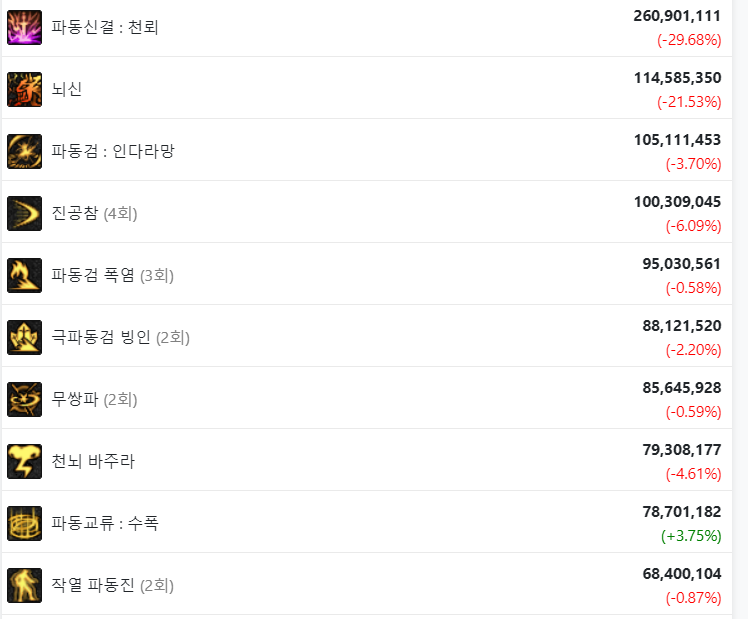 파동신결 : 천뢰
260,901,111
(-29.68%)
뇌신
114,585,350
(-21.53%)
파동검 : 인다라망
105,111,453
(-3.70%)
진공참 (4회)
100,309,045
(-6.09%)
파동검 폭염 (3회)
95,030,561
(-0.58%)
극파동검 빙인 (2회)
88,121,520
(-2.20%)
무쌍파 (2회)
85,645,928
(-0.59%)
천뇌 바주라
79,308,177
(-4.61%)
파동교류 : 수폭
78,701,182
(+3.75%)
작열 파동진 (2회)
68,400,104
(-0.87%)